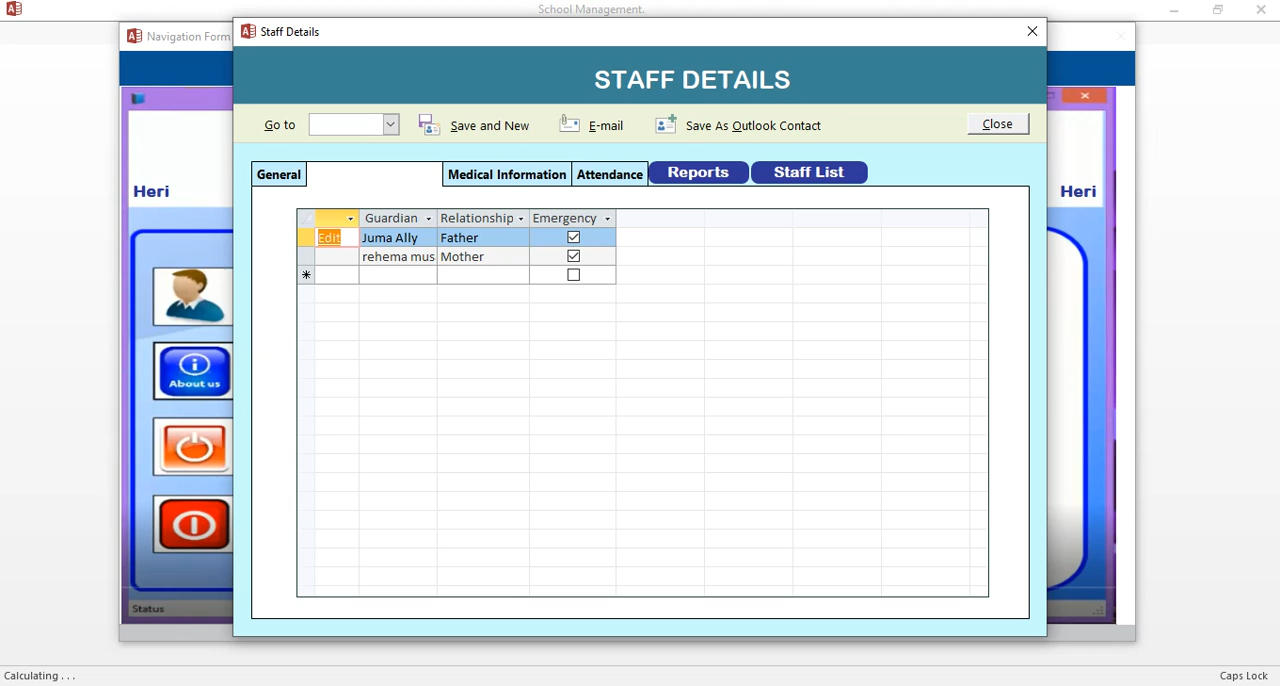 School Management.
Navigation Form
Staff Details
STAFF DETAILS
Go to
Save and New
E-mail
Save As Outlook Contact
Close
General
Medical Information
Attendance
Reports
Staff List
Heri
Heri
Guardian Relationship Emergency
Edit Juma Ally Father
rehema mus Mother
About us
Status
Calculating . . .
Caps Lock